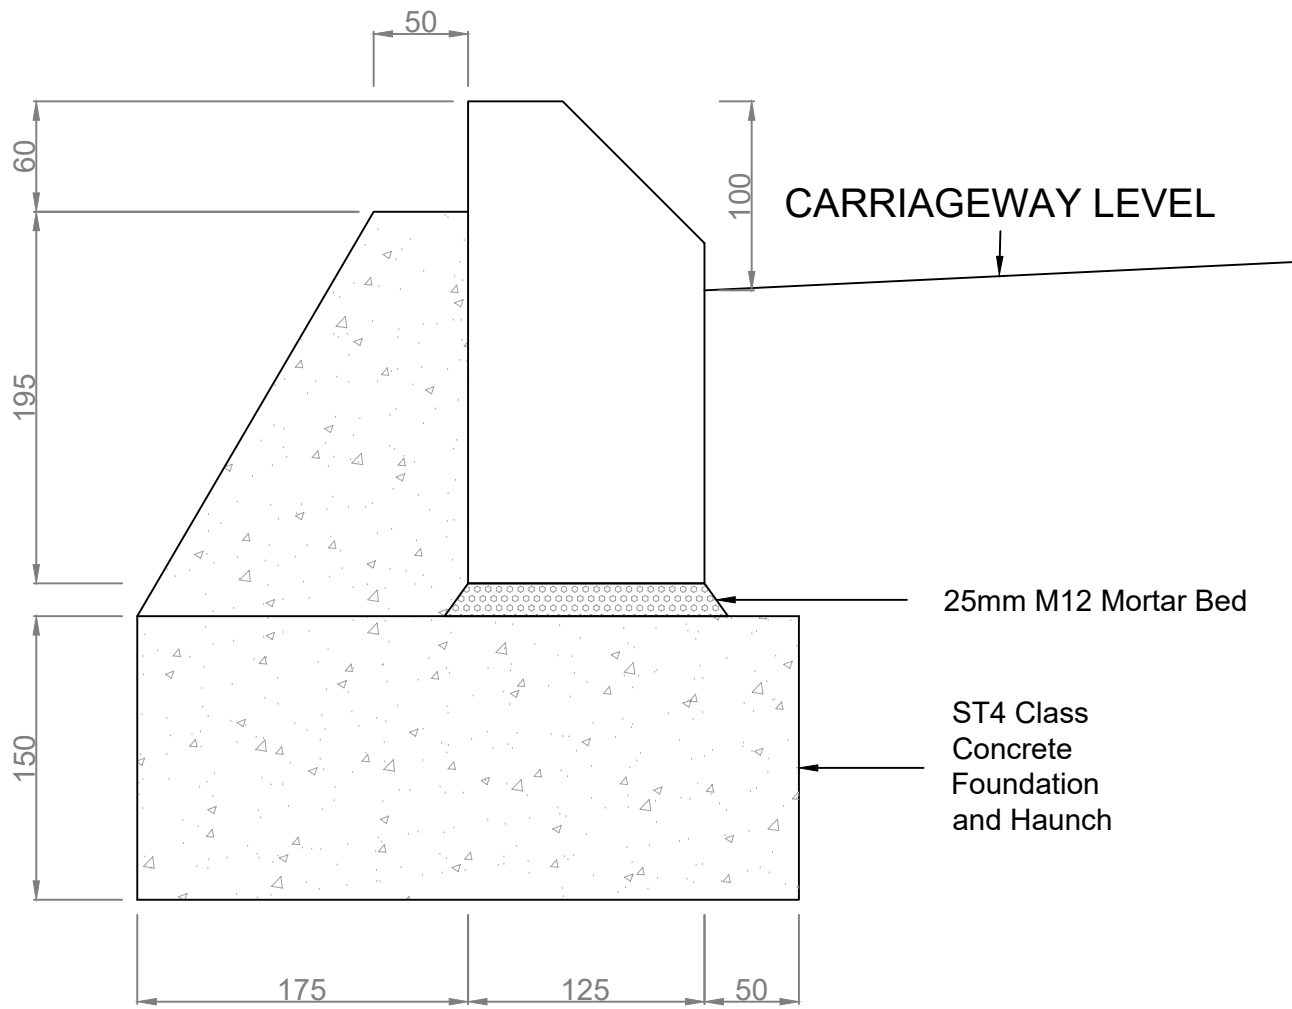 50
60
100
CARRIAGEWAY LEVEL
195
25mm M12 Mortar Bed
ST4 Class
Concrete
Foundation
and Haunch
150
175
125
50